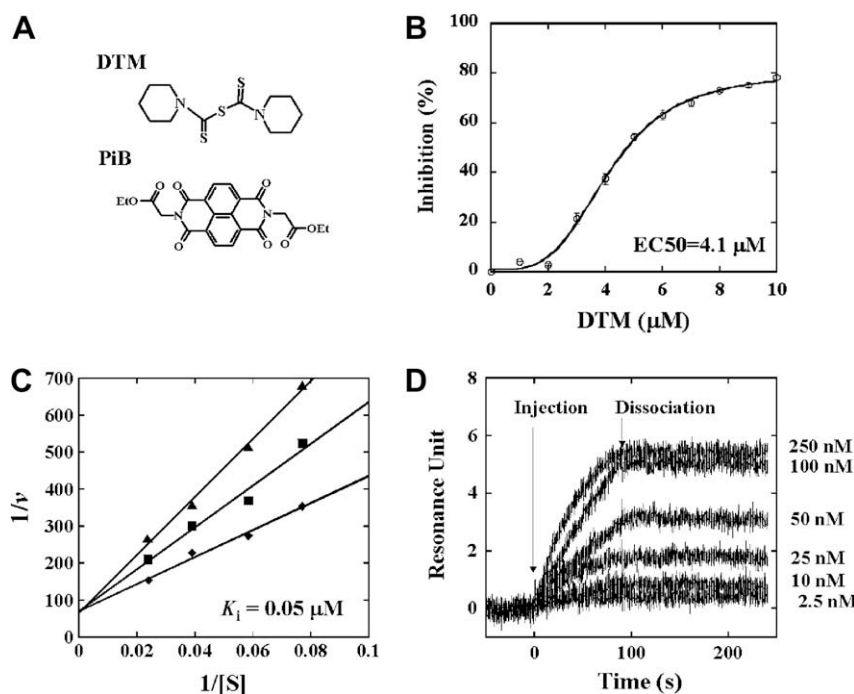 A
DTM
S
N
S
N
S
PiB
O
O
O
EtO
N
N
OEt
O
O
O
B
100
80
60
40
20
0
Inhibition (%)
EC50=4.1 μM
0 2 4 6 8 10
DTM (μM)
C
700
600
500
400
300
200
100
0
1/v
Ki = 0.05 μM
0 0.02 0.04 0.06 0.08 0.1
1/[S]
D
8
6
4
2
0
Resonance Unit
Injection Dissociation
250 nM
100 nM
50 nM
25 nM
10 nM
2.5 nM
0 100 200
Time (s)